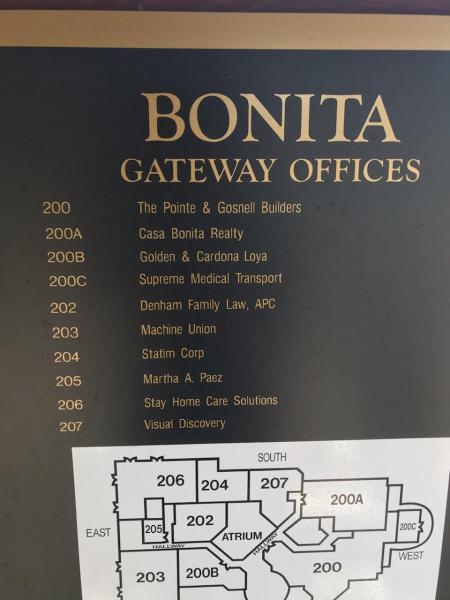 BONITA
GATEWAY OFFICES
200 The Pointe & Gosnell Builders
200A Casa Bonita Realty
200B Golden & Cardona Loya
200C Supreme Medical Transport
202 Denham Family Law, APC
203 Machine Union
204 Statim Corp
205 Martha A. Paez
206 Stay Home Care Solutions
207 Visual Discovery
SOUTH
206 204 207 200A
205 202 ATRIUM 200C
EAST HALLWAY HALLWAY WEST
203 200B 200